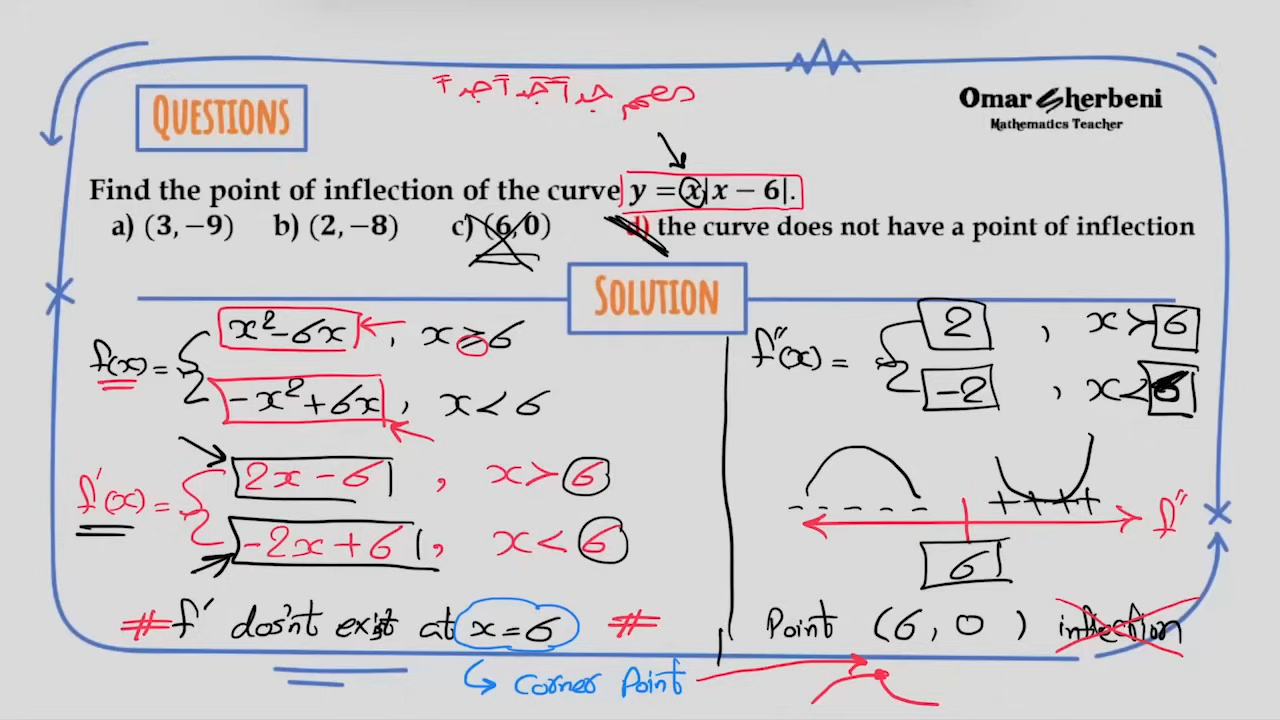 QUESTIONS
Omar Sherbeni
Mathematics Teacher
Find the point of inflection of the curve y = x|x − 6|.
a) (3, −9) b) (2, −8) c) (6, 0) d) the curve does not have a point of inflection
SOLUTION
f(x) = { x²-6x , x ≥ 6
-x²+6x , x < 6
f'(x) = { 2x-6 , x > 6
-2x+6 , x < 6
# f' dos'nt exist at x=6 #
↳ Corner Point
f''(x) = { 2 , x > 6
-2 , x < 6
- - - - - + + + + f''
6
Point (6, 0) inflection